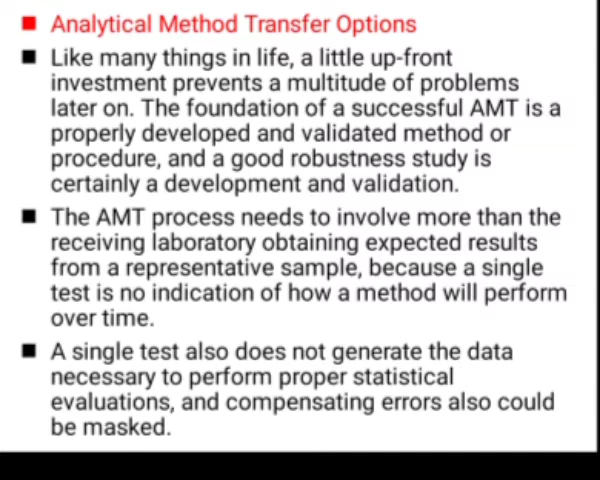 Analytical Method Transfer Options
Like many things in life, a little up-front
investment prevents a multitude of problems
later on. The foundation of a successful AMT is a
properly developed and validated method or
procedure, and a good robustness study is
certainly a development and validation.
The AMT process needs to involve more than the
receiving laboratory obtaining expected results
from a representative sample, because a single
test is no indication of how a method will perform
over time.
A single test also does not generate the data
necessary to perform proper statistical
evaluations, and compensating errors also could
be masked.